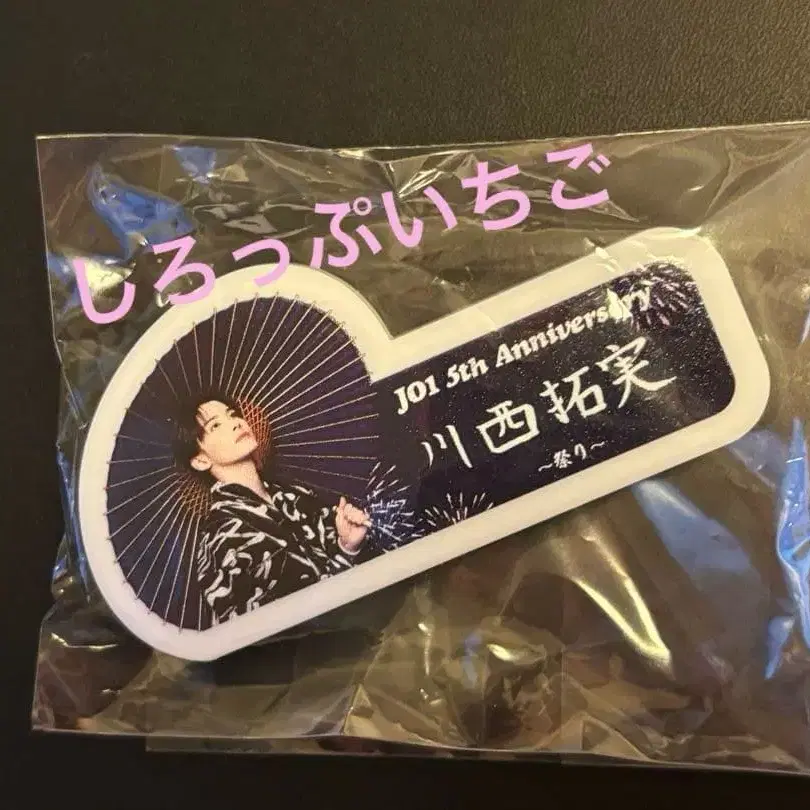 しろっぷいちご
JO1 5th Anniversary
川西拓実
～祭り～